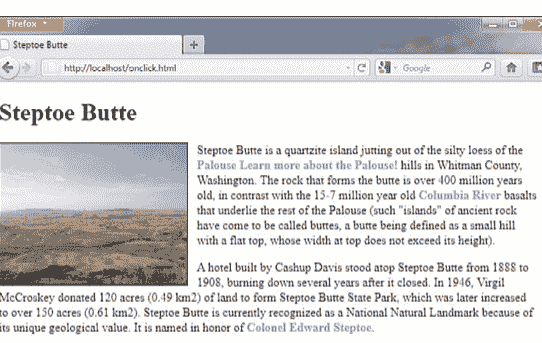 Firefox
Steptoe Butte
http://localhost/onclick.html
Google
Steptoe Butte
Steptoe Butte is a quartzite island jutting out of the silty loess of the
Palouse Learn more about the Palouse! hills in Whitman County,
Washington. The rock that forms the butte is over 400 million years
old, in contrast with the 15-7 million year old Columbia River basalts
that underlie the rest of the Palouse (such "islands" of ancient rock
have come to be called buttes, a butte being defined as a small hill
with a flat top, whose width at top does not exceed its height).
A hotel built by Cashup Davis stood atop Steptoe Butte from 1888 to
1908, burning down several years after it closed. In 1946, Virgil
McCroskey donated 120 acres (0.49 km2) of land to form Steptoe Butte State Park, which was later increased
to over 150 acres (0.61 km2). Steptoe Butte is currently recognized as a National Natural Landmark because of
its unique geological value. It is named in honor of Colonel Edward Steptoe.